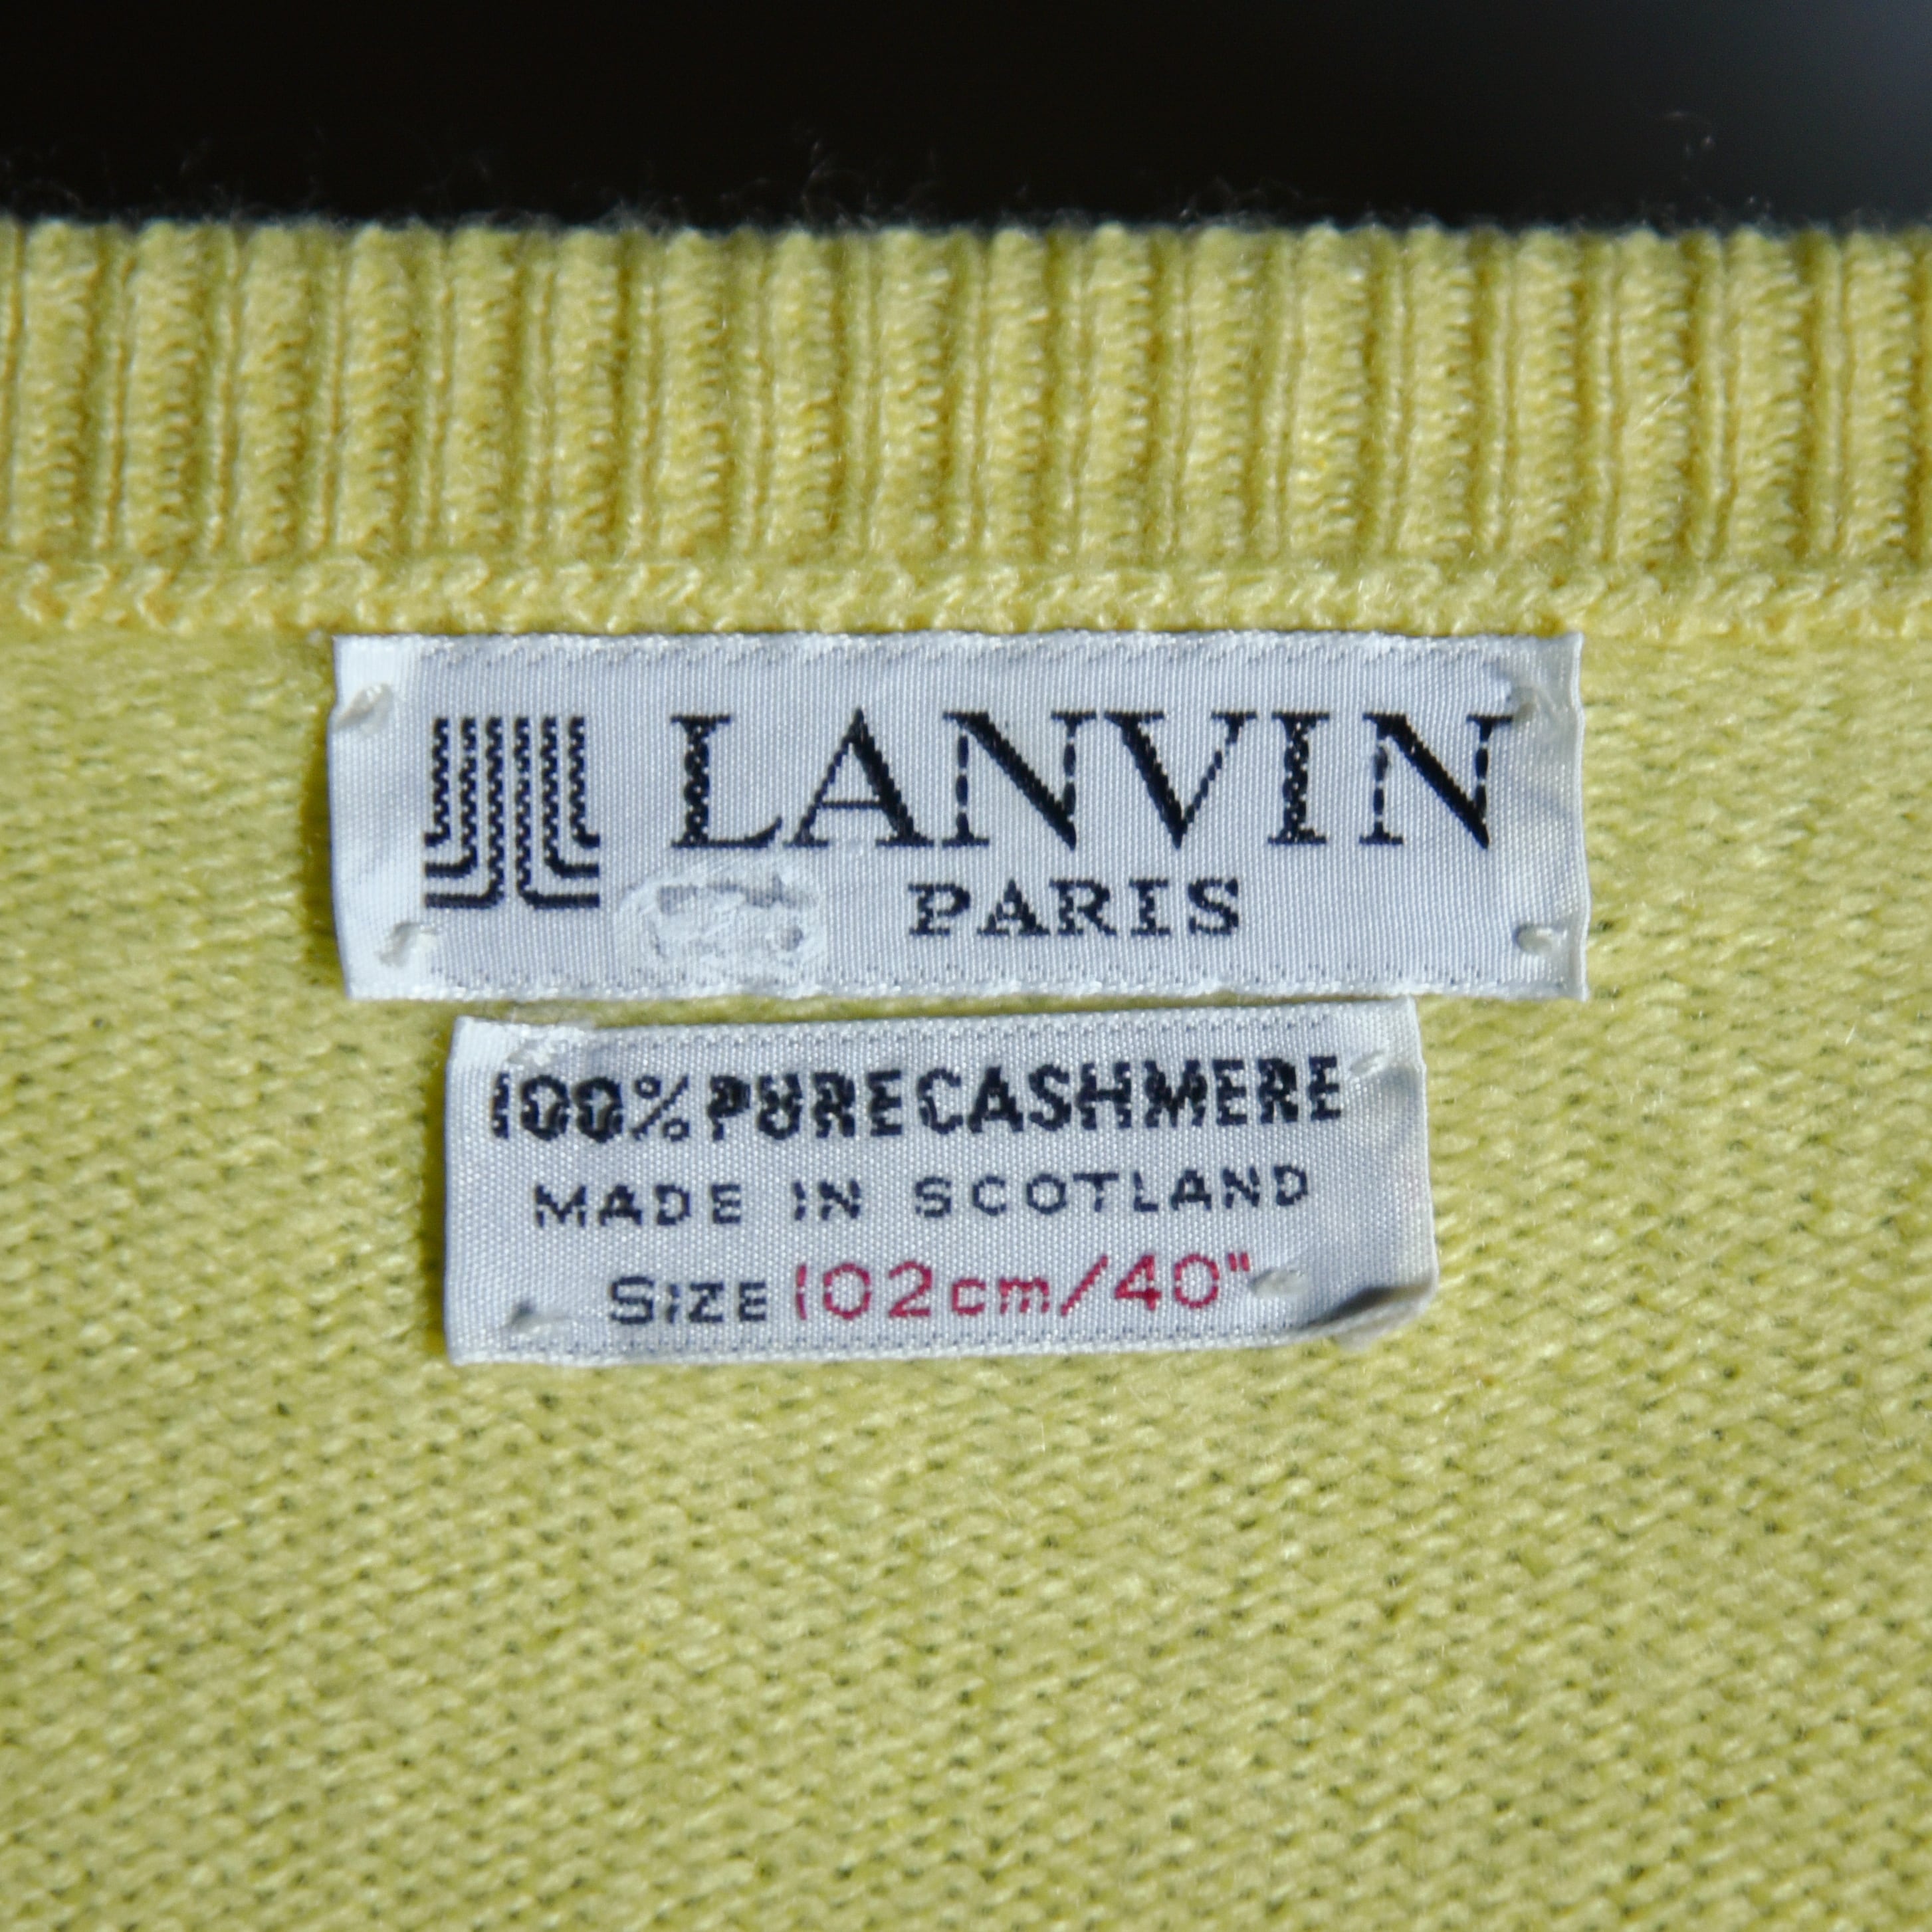 LANVIN
PARIS
100% PURE CASHMERE
MADE IN SCOTLAND
SIZE 102cm/40"